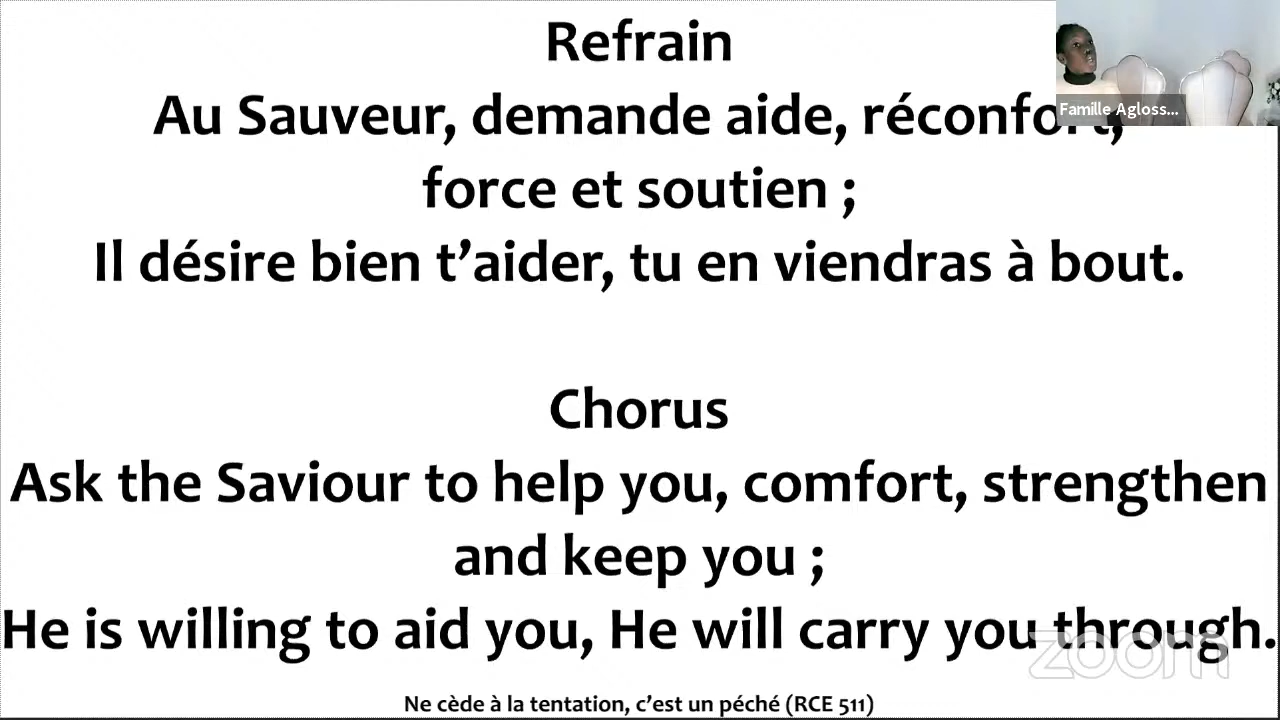 Refrain
Au Sauveur, demande aide, réconfort,
force et soutien ;
Il désire bien t’aider, tu en viendras à bout.
Chorus
Ask the Saviour to help you, comfort, strengthen
and keep you ;
He is willing to aid you, He will carry you through.
Ne cède à la tentation, c’est un péché (RCE 511)
Famille Agloss...
zoom